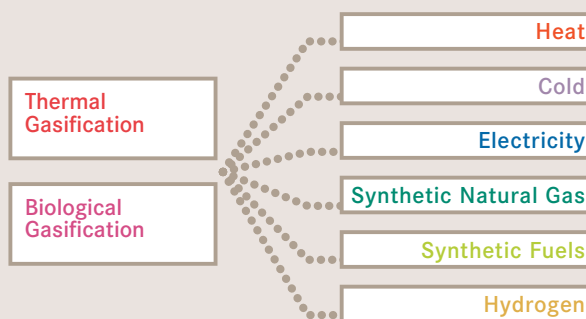 Thermal
Gasification
Biological
Gasification
Heat
Cold
Electricity
Synthetic Natural Gas
Synthetic Fuels
Hydrogen